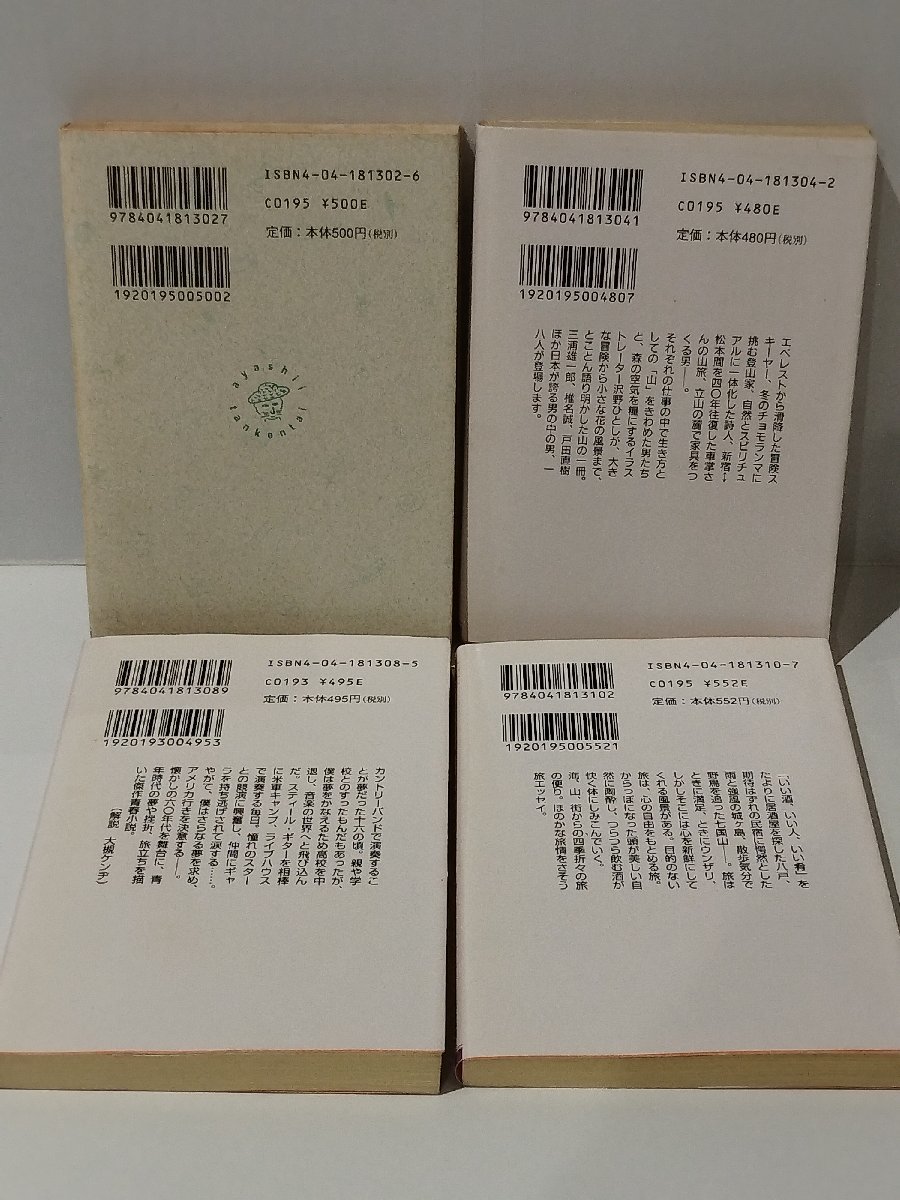 ISBN4-04-181302-6
9784041813027
C0195 ¥500E
定価：本体500円(税別)
1920195005002
ayashii
tankentai
ISBN4-04-181304-2
9784041813041
C0195 ¥480E
定価：本体480円(税別)
1920195004807
エベレストから滑降した冒険ス
キーヤー、冬のチョモランマに
挑む登山家、自然とスピリチュ
アルに一体化した詩人、新宿↔
松本間を四〇年往復した車掌さ
んの山旅、立山の麓で家具をつ
くる男――。
それぞれの仕事の中で生き方と
しての「山」をきわめた男たち
と、森の空気を糧にするイラス
トレーター沢野ひとしが、大き
な冒険から小さな花の風景まで、
とことん語り明かした山の一冊。
三浦雄一郎、椎名誠、戸田直樹
ほか日本が誇る男の中の男、一
八人が登場します。
ISBN4-04-181308-5
9784041813089
C0193 ¥495E
定価：本体495円(税別)
1920193004953
カントリーバンドで演奏するこ
とが夢だった十六の頃。親や学
校とのすったもんだもあったが、
僕は夢をかなえるため高校を中
退し、音楽の世界へと飛び込ん
だ。スティール・ギターを相棒
に米軍キャンプ、ライブハウス
で演奏する毎日。憧れのスター
との競演に興奮し、仲間にギャ
ラを持ち逃げされて涙する……。
やがて、僕はさらなる夢を求め、
アメリカ行きを決意する――。
懐かしの六〇年代を舞台に、青
年時代の夢や挫折、旅立ちを描
いた傑作青春小説。
〔解説　大槻ケンヂ〕
ISBN4-04-181310-7
9784041813102
C0195 ¥552E
定価：本体552円(税別)
1920195005521
「いい酒、いい人、いい肴」を
たよりに居酒屋を探した八戸、
期待はずれの民宿に愕然とした
雨と強風の城ヶ島、散歩気分で
野鳥を追った七国山――。旅は
ときに満足、ときにウンザリ、
しかしそこには心を新鮮にして
くれる風景がある。目的のない
旅は、心の自由をもとめる旅。
からっぽになった頭が美しい自
然に陶酔し、つらつら飲む酒が
快く体にしみこんでいく。
海、山、街からの四季折々の旅
の便り。ほのかな旅情をさそう
旅エッセイ。